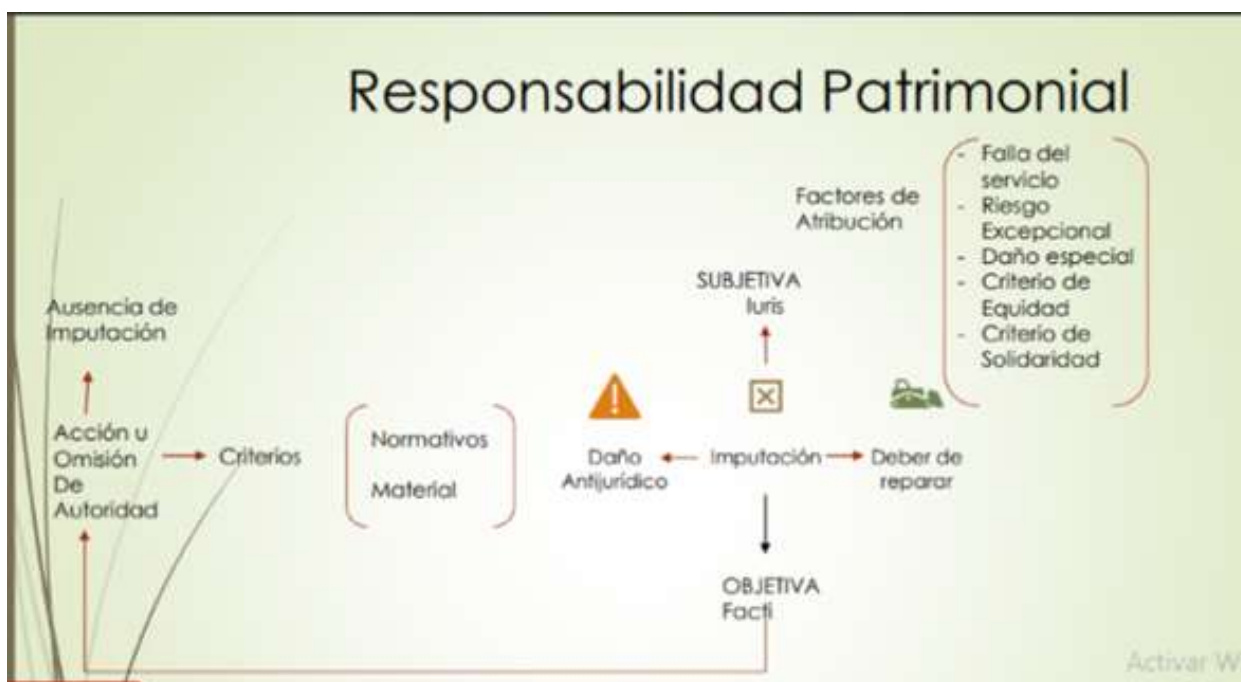 Responsabilidad Patrimonial
Factores de
Atribución
- Falla del
servicio
- Riesgo
Excepcional
- Daño especial
- Criterio de
Equidad
- Criterio de
Solidaridad
SUBJETIVA
Iuris
Ausencia de
Imputación
Acción u
Omisión
De
Autoridad
Criterios
Normativos
Material
Daño
Antijurídico
Imputación
Deber de
reparar
OBJETIVA
Facti
Activar W